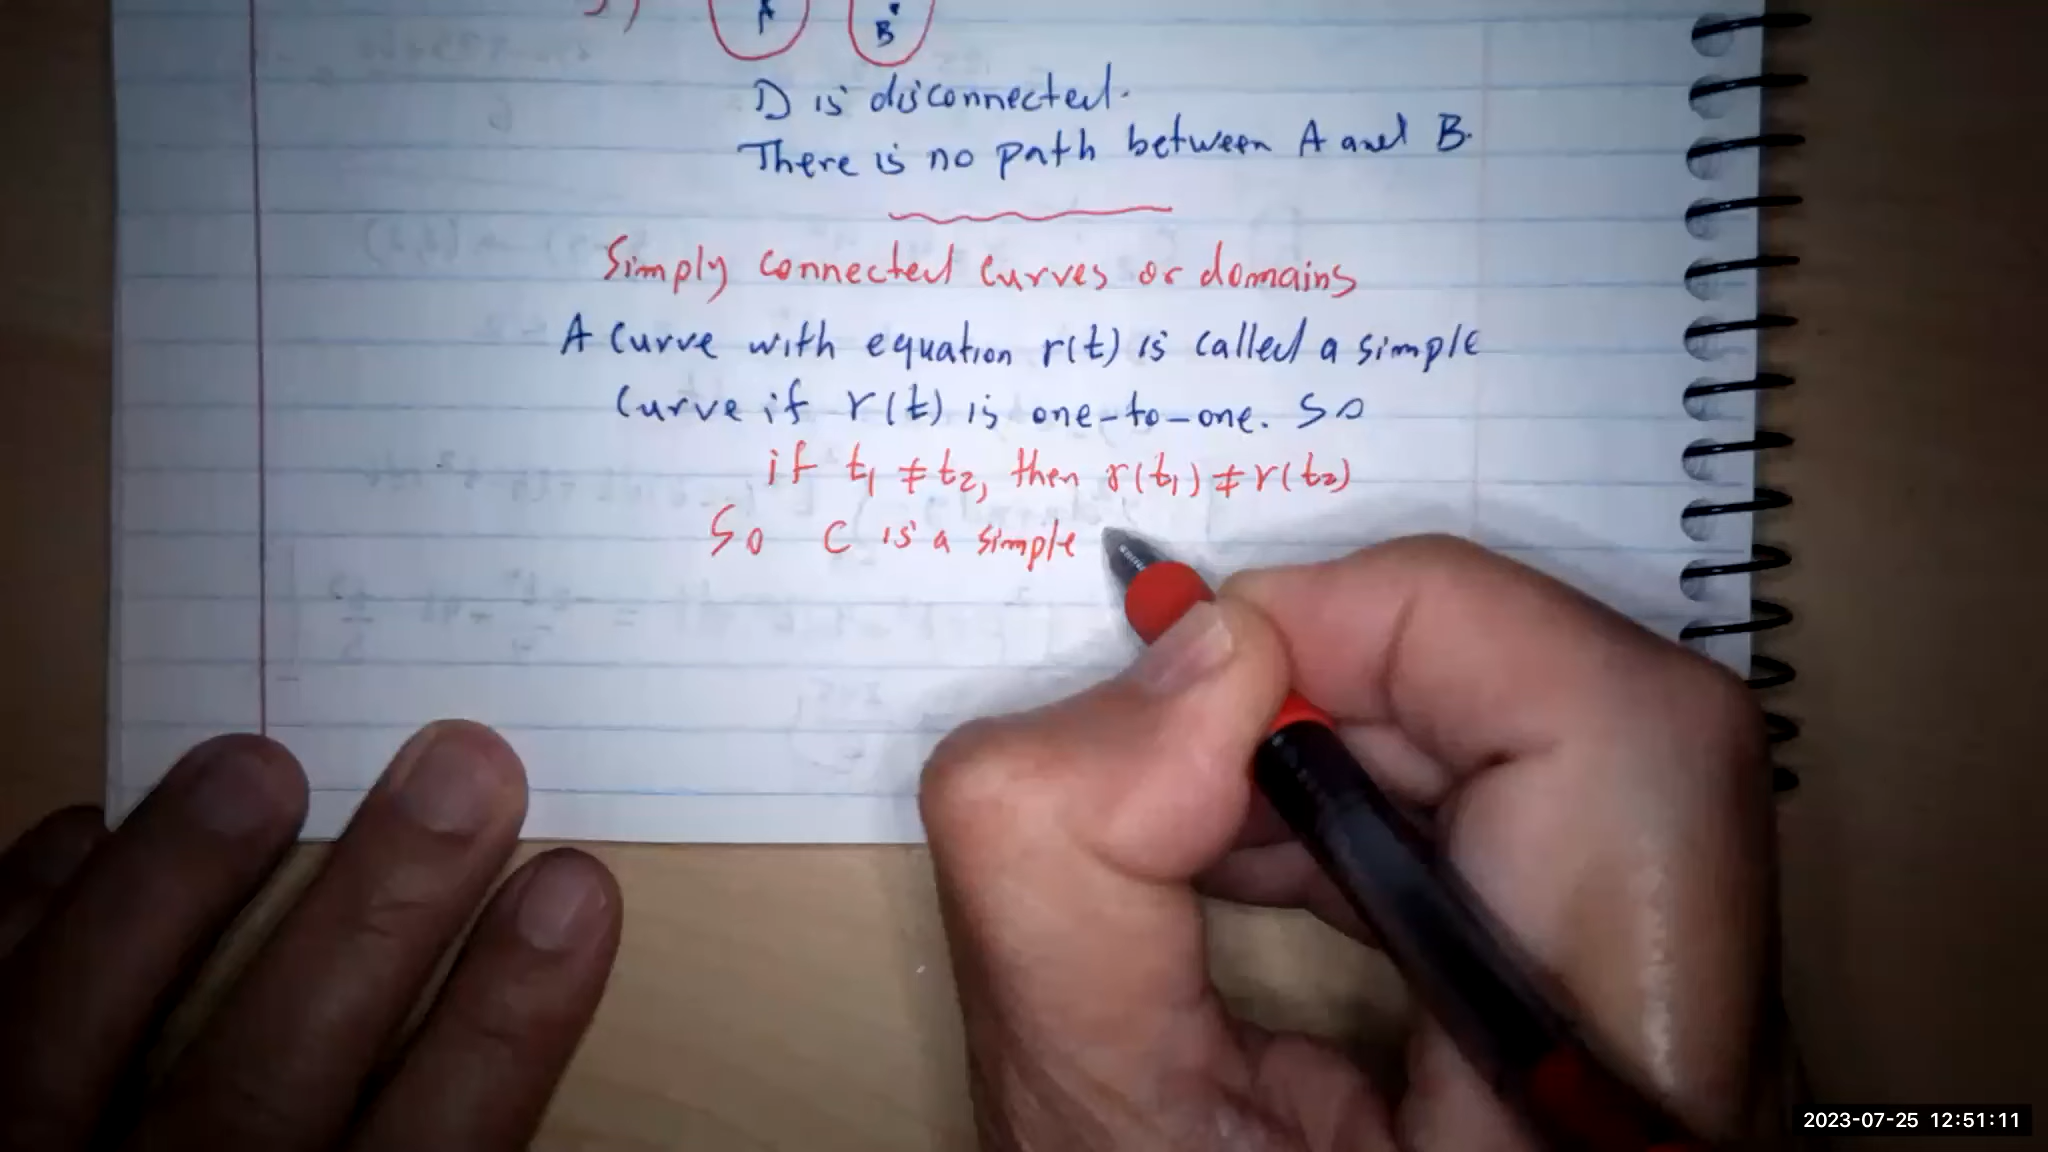 A B
D is disconnected.
There is no path between A and B.
Simply connected curves or domains
A curve with equation r(t) is called a simple
curve if r(t) is one-to-one. So
if t₁ ≠ t₂, then r(t₁) ≠ r(t₂)
So C is a simple
2023-07-25 12:51:11